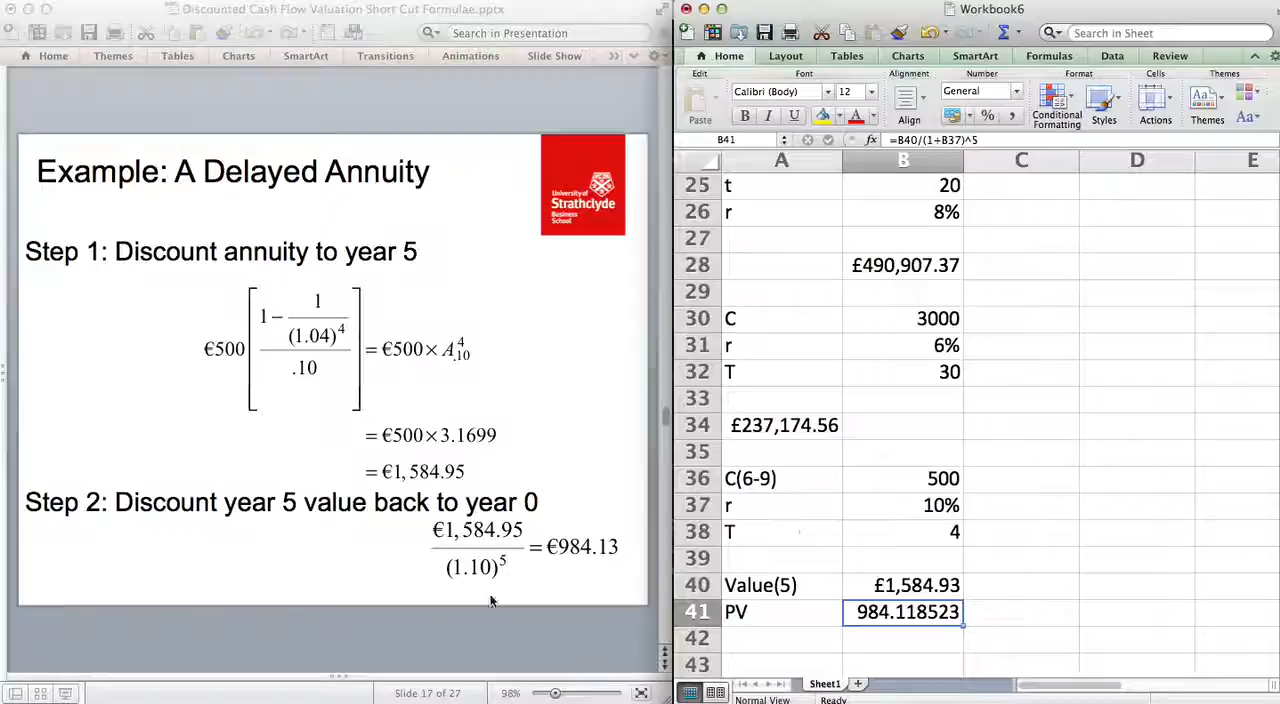 Discounted Cash Flow Valuation Short Cut Formulae.pptx
Search in Presentation
Home Themes Tables Charts SmartArt Transitions Animations Slide Show
Example: A Delayed Annuity
University of
Strathclyde
Business
School
Step 1: Discount annuity to year 5
€500 [ 1 − 1 / (1.04)^4 / .10 ] = €500 × A^4_.10
= €500 × 3.1699
= €1,584.95
Step 2: Discount year 5 value back to year 0
€1,584.95 / (1.10)^5 = €984.13
Slide 17 of 27 98%
Workbook6
Search in Sheet
Home Layout Tables Charts SmartArt Formulas Data Review
Edit Font Alignment Number Format Cells Themes
Calibri (Body) 12 General
Paste B I U A Align % Conditional Formatting Styles Actions Themes Aa
B41 fx =B40/(1+B37)^5
A B C D E
25 t 20
26 r 8%
27
28 £490,907.37
29
30 C 3000
31 r 6%
32 T 30
33
34 £237,174.56
35
36 C(6-9) 500
37 r 10%
38 T 4
39
40 Value(5) £1,584.93
41 PV 984.118523
42
43
Sheet1
Normal View Ready